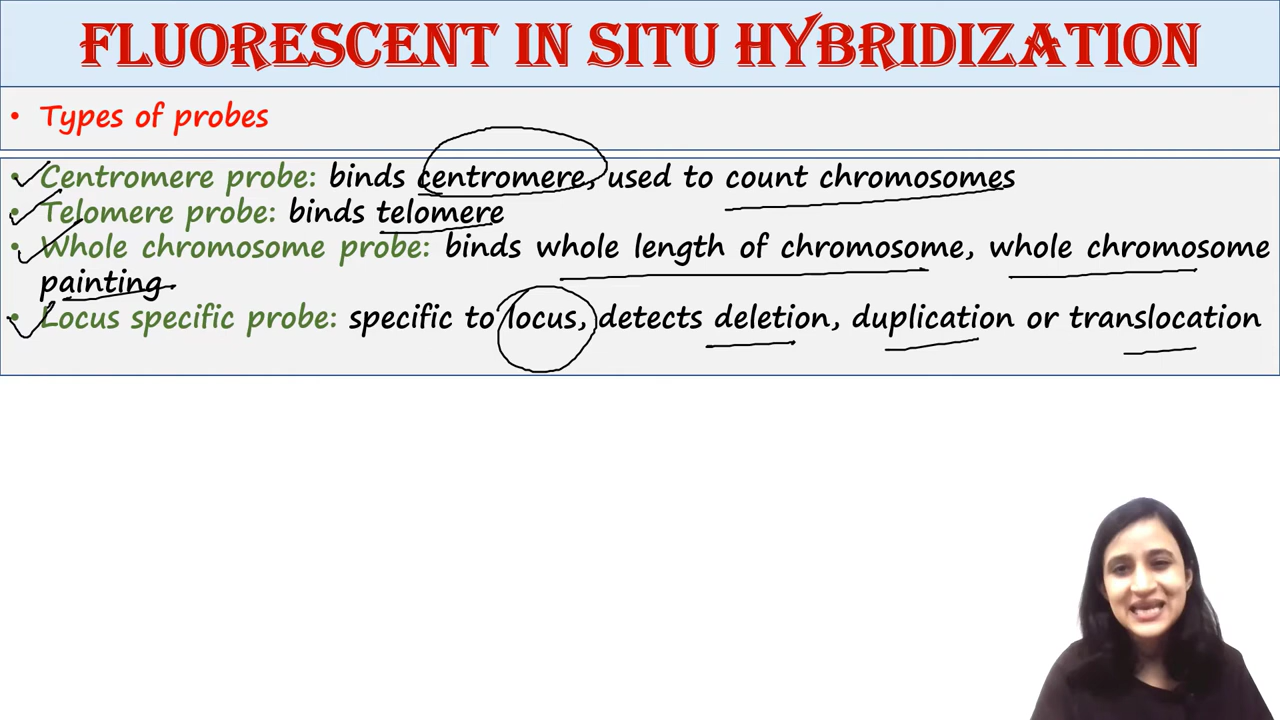 FLUORESCENT IN SITU HYBRIDIZATION
• Types of probes
• Centromere probe: binds centromere, used to count chromosomes
• Telomere probe: binds telomere
• Whole chromosome probe: binds whole length of chromosome, whole chromosome
painting
• Locus specific probe: specific to locus, detects deletion, duplication or translocation